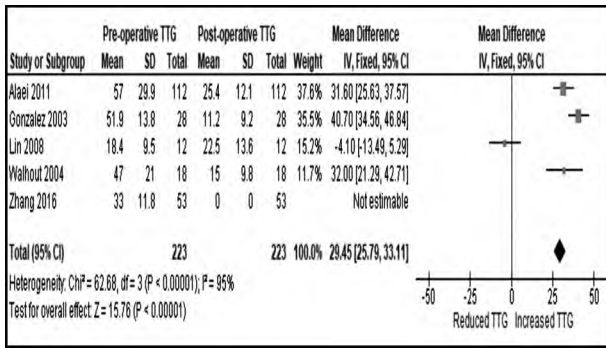 Pre-operative TTG Post-operative TTG Mean Difference Mean Difference
Study or Subgroup Mean SD Total Mean SD Total Weight IV, Fixed, 95% CI IV, Fixed, 95% CI
Alaei 2011 57 29.9 112 25.4 12.1 112 37.6% 31.60 [25.63, 37.57]
Gonzalez 2003 51.9 13.8 28 11.2 9.2 28 35.5% 40.70 [34.56, 46.84]
Lin 2008 18.4 9.5 12 22.5 13.6 12 15.2% -4.10 [-13.49, 5.29]
Walhout 2004 47 21 18 15 9.8 18 11.7% 32.00 [21.29, 42.71]
Zhang 2016 33 11.8 53 0 0 53 Not estimable
Total (95% CI) 223 223 100.0% 29.45 [25.79, 33.11]
Heterogeneity: Chi² = 62.68, df = 3 (P < 0.00001); I² = 95%
Test for overall effect: Z = 15.76 (P < 0.00001)
-50 -25 0 25 50
Reduced TTG Increased TTG